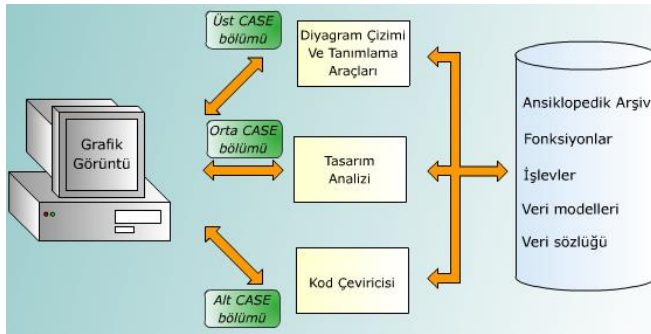 Üst CASE
bölümü
Diyagram Çizimi
Ve Tanımlama
Araçları
Grafik
Görüntü
Orta CASE
bölümü
Tasarım
Analizi
Alt CASE
bölümü
Kod Çeviricisi
Ansiklopedik Arşiv
Fonksiyonlar
İşlevler
Veri modelleri
Veri sözlüğü